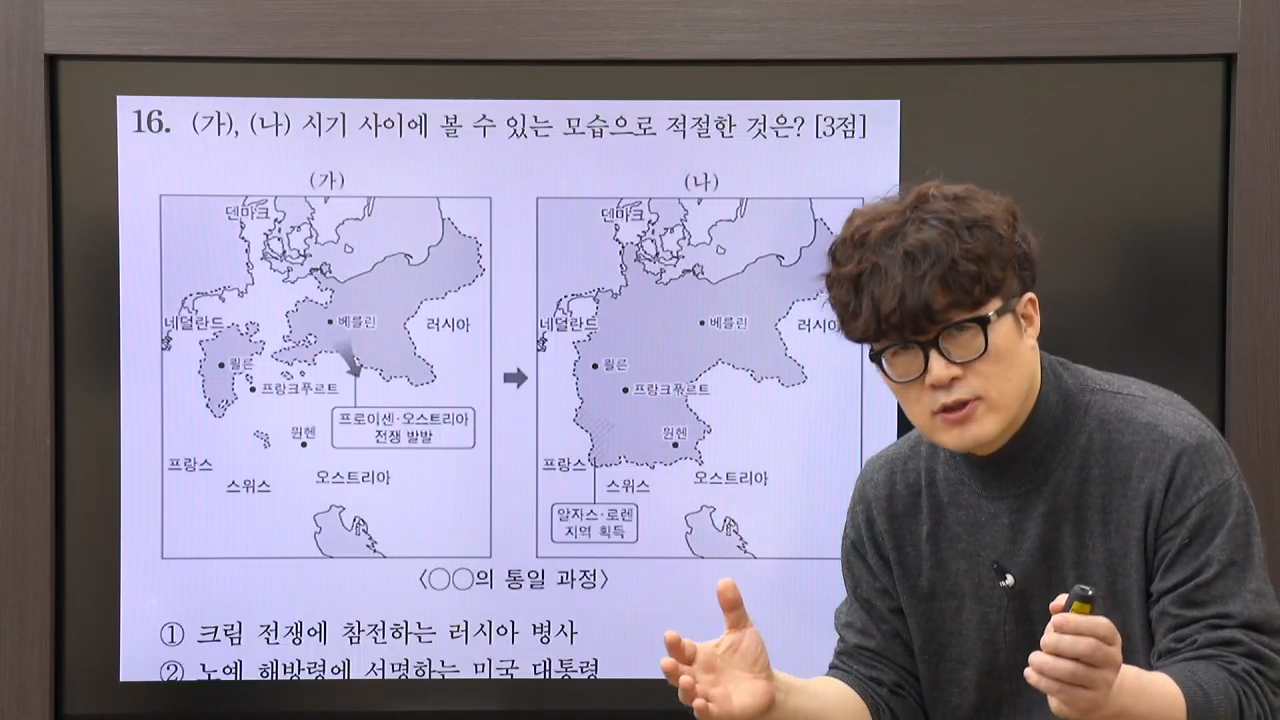 16. (가), (나) 시기 사이에 볼 수 있는 모습으로 적절한 것은? [3점]
(가)
덴마크
네덜란드
베를린
러시아
쾰른
프랑크푸르트
프로이센·오스트리아
전쟁 발발
뮌헨
프랑스
스위스
오스트리아
(나)
덴마크
네덜란드
베를린
러시아
쾰른
프랑크푸르트
뮌헨
프랑스
스위스
오스트리아
알자스·로렌
지역 획득
〈○○의 통일 과정〉
① 크림 전쟁에 참전하는 러시아 병사
② 노예 해방령에 서명하는 미국 대통령